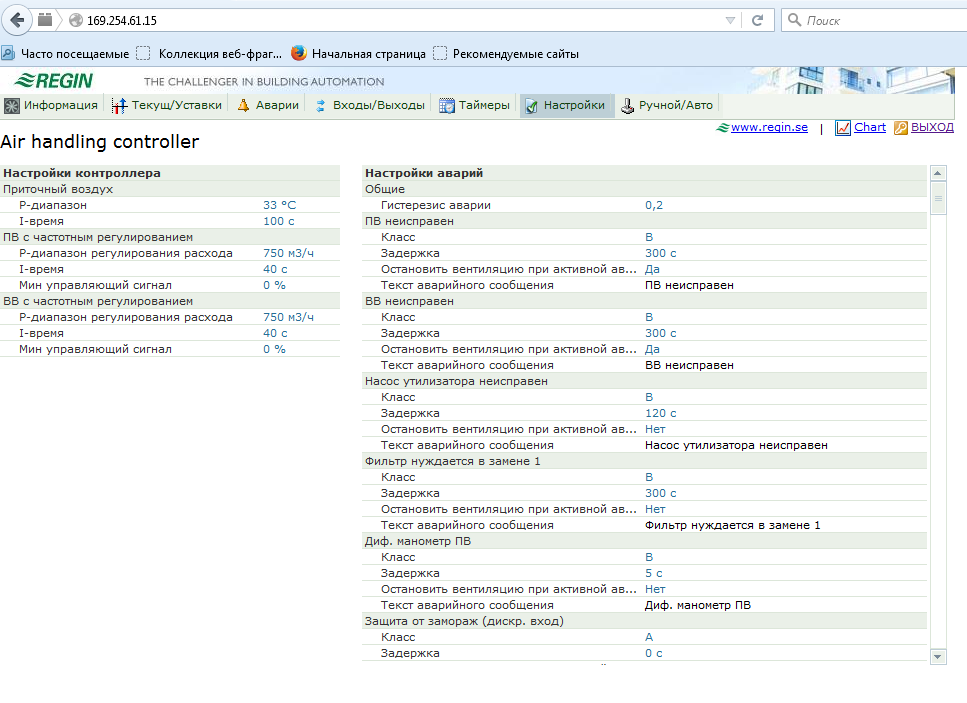 169.254.61.15
Поиск
Часто посещаемые Коллекция веб-фраг... Начальная страница Рекомендуемые сайты
REGIN THE CHALLENGER IN BUILDING AUTOMATION
Информация Текущ/Уставки Аварии Входы/Выходы Таймеры Настройки Ручной/Авто
www.regin.se | Chart ВЫХОД
Air handling controller
Настройки контроллера
Приточный воздух
P-диапазон 33 °C
I-время 100 с
ПВ с частотным регулированием
P-диапазон регулирования расхода 750 м3/ч
I-время 40 с
Мин управляющий сигнал 0 %
ВВ с частотным регулированием
P-диапазон регулирования расхода 750 м3/ч
I-время 40 с
Мин управляющий сигнал 0 %
Настройки аварий
Общие
Гистерезис аварии 0,2
ПВ неисправен
Класс B
Задержка 300 с
Остановить вентиляцию при активной ав... Да
Текст аварийного сообщения ПВ неисправен
ВВ неисправен
Класс B
Задержка 300 с
Остановить вентиляцию при активной ав... Да
Текст аварийного сообщения ВВ неисправен
Насос утилизатора неисправен
Класс B
Задержка 120 с
Остановить вентиляцию при активной ав... Нет
Текст аварийного сообщения Насос утилизатора неисправен
Фильтр нуждается в замене 1
Класс B
Задержка 300 с
Остановить вентиляцию при активной ав... Нет
Текст аварийного сообщения Фильтр нуждается в замене 1
Диф. манометр ПВ
Класс B
Задержка 5 с
Остановить вентиляцию при активной ав... Нет
Текст аварийного сообщения Диф. манометр ПВ
Защита от замораж (дискр. вход)
Класс A
Задержка 0 с